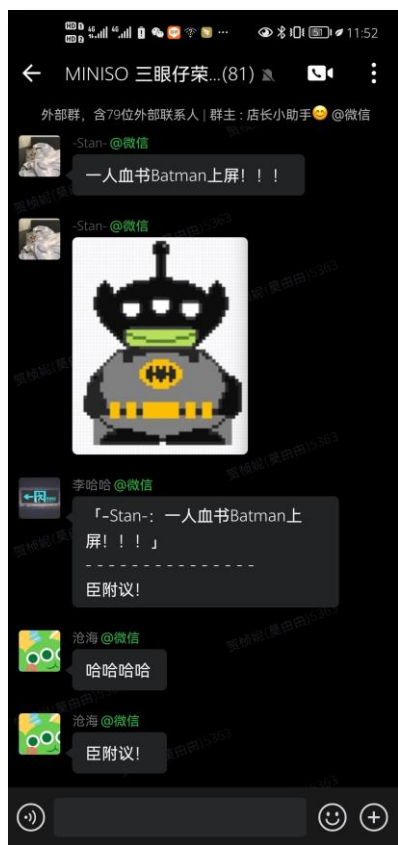 11:52
MINISO 三眼仔荣...(81)
外部群，含79位外部联系人 | 群主：店长小助手😊 @微信
-Stan- @微信
一人血书Batman上屏！！！
-Stan- @微信
李哈哈 @微信
「-Stan-：一人血书Batman上
屏！！！」
- - - - - - - - - - - - - - -
臣附议!
沧海 @微信
哈哈哈哈
沧海 @微信
臣附议!